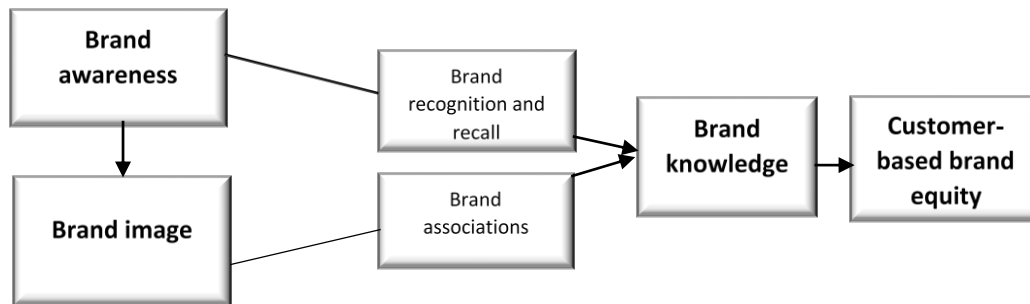 Brand
awareness
Brand
recognition and
recall
Brand
knowledge
Customer-
based brand
equity
Brand image
Brand
associations